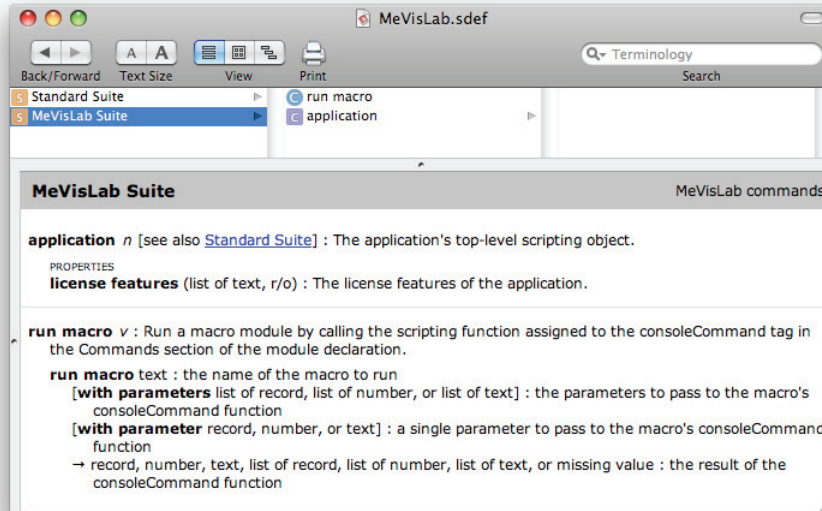 MeVisLab.sdef
A A
Back/Forward Text Size View Print Search
Terminology
S Standard Suite
C run macro
S MeVisLab Suite
C application
MeVisLab Suite MeVisLab commands
application n [see also Standard Suite] : The application's top-level scripting object.
PROPERTIES
license features (list of text, r/o) : The license features of the application.
run macro v : Run a macro module by calling the scripting function assigned to the consoleCommand tag in
the Commands section of the module declaration.
run macro text : the name of the macro to run
[with parameters list of record, list of number, or list of text] : the parameters to pass to the macro's
consoleCommand function
[with parameter record, number, or text] : a single parameter to pass to the macro's consoleCommand
function
→ record, number, text, list of record, list of number, list of text, or missing value : the result of the
consoleCommand function